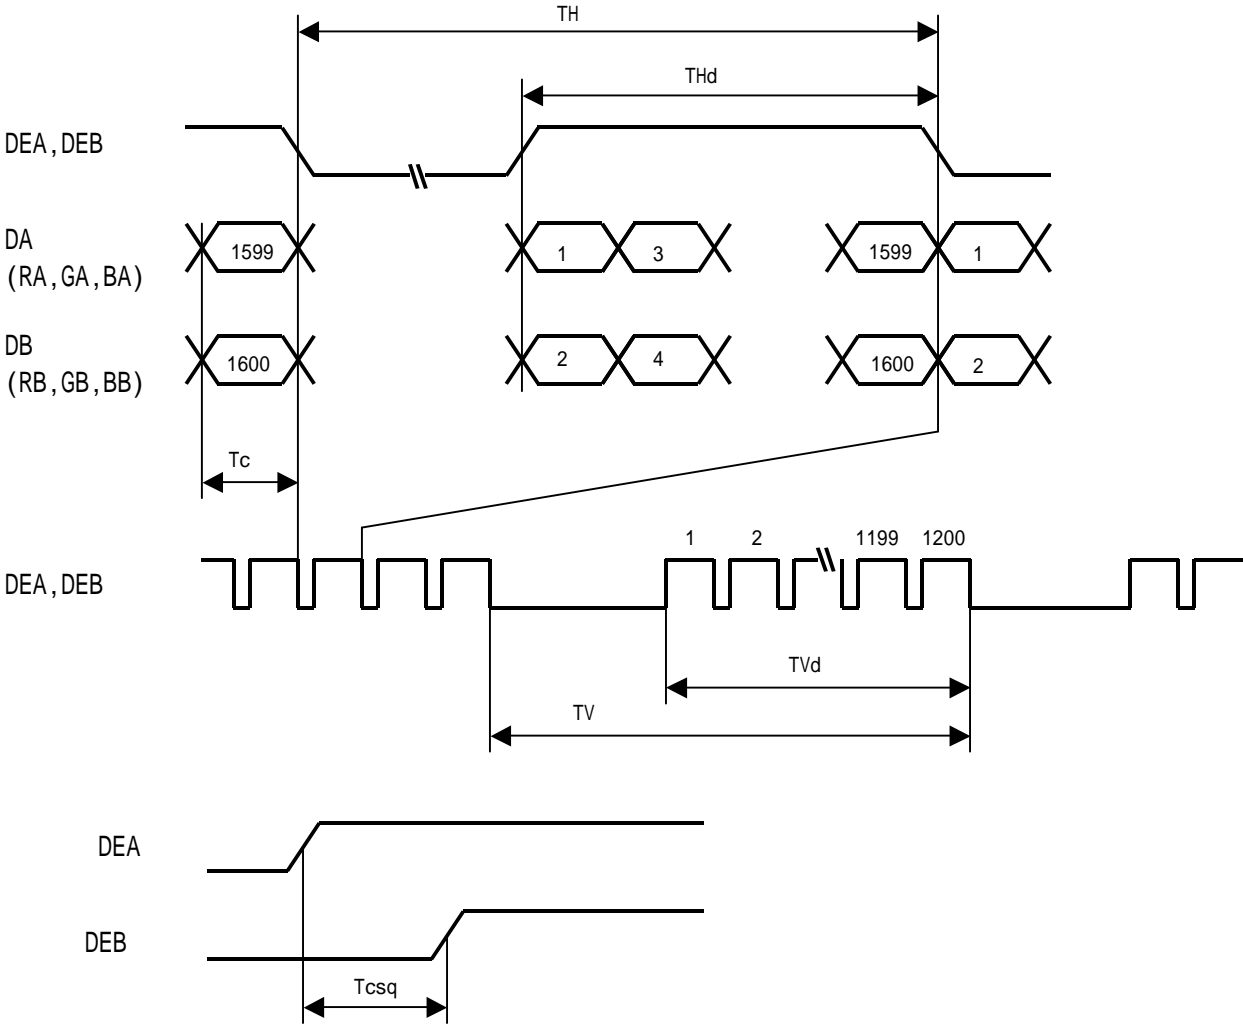 TH
THd
DEA,DEB
DA
(RA,GA,BA)
1599 1 3 1599 1
DB
(RB,GB,BB)
1600 2 4 1600 2
Tc
1 2 1199 1200
DEA,DEB
TVd
TV
DEA
DEB
Tcsq